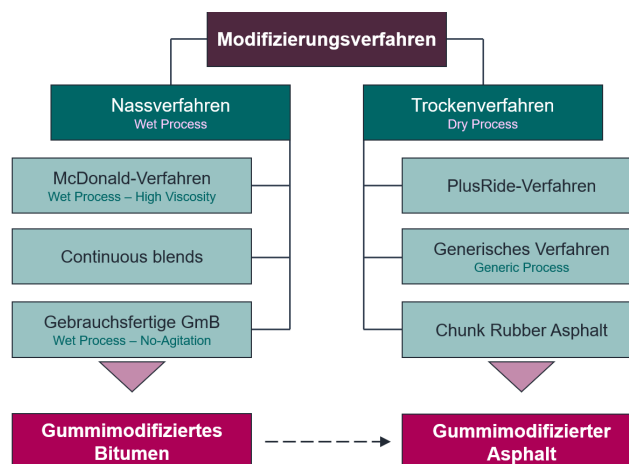 Modifizierungsverfahren
Nassverfahren
Wet Process
McDonald-Verfahren
Wet Process – High Viscosity
Continuous blends
Gebrauchsfertige GmB
Wet Process – No-Agitation
Gummimodifiziertes
Bitumen
Trockenverfahren
Dry Process
PlusRide-Verfahren
Generisches Verfahren
Generic Process
Chunk Rubber Asphalt
Gummimodifizierter
Asphalt